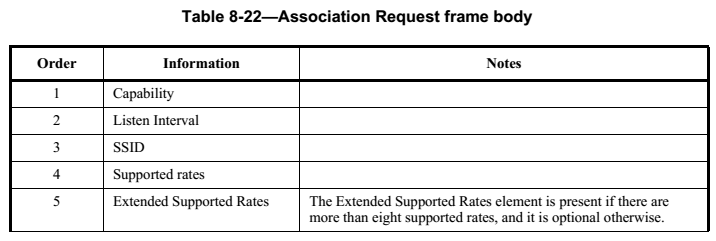 Table 8-22—Association Request frame body
Order Information Notes
1 Capability
2 Listen Interval
3 SSID
4 Supported rates
5 Extended Supported Rates The Extended Supported Rates element is present if there are
more than eight supported rates, and it is optional otherwise.